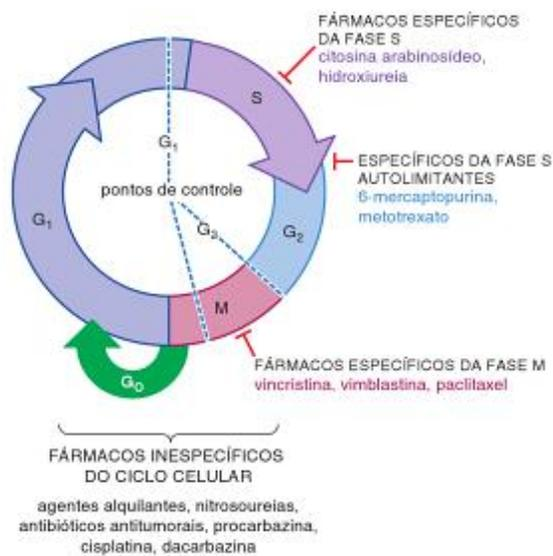 FÁRMACOS ESPECÍFICOS
DA FASE S
citosina arabinosídeo,
hidroxiureia
S
G₁
ESPECÍFICOS DA FASE S
AUTOLIMITANTES
6-mercaptopurina,
metotrexato
pontos de controle
G₁
G₂
G₂
M
FÁRMACOS ESPECÍFICOS DA FASE M
vincristina, vimblastina, paclitaxel
G₀
FÁRMACOS INESPECÍFICOS
DO CICLO CELULAR
agentes alquilantes, nitrosoureias,
antibióticos antitumorais, procarbazina,
cisplatina, dacarbazina